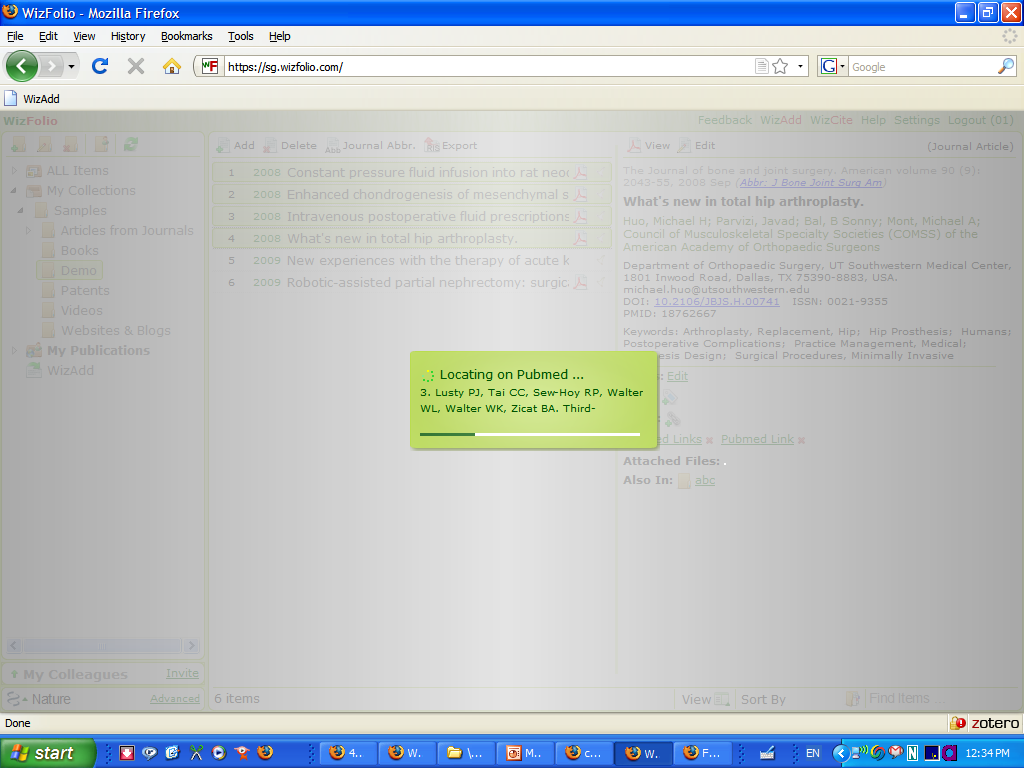 WizFolio - Mozilla Firefox
File Edit View History Bookmarks Tools Help
https://sg.wizfolio.com/
Google
WizAdd
WizFolio
Feedback WizAdd WizCite Help Settings Logout (01)
Add Delete Journal Abbr. Export
View Edit (Journal Article)
ALL Items
My Collections
Samples
Articles from Journals
Books
Demo
Patents
Videos
Websites & Blogs
My Publications
WizAdd
1 2008 Constant pressure fluid infusion into rat neoc
2 2008 Enhanced chondrogenesis of mesenchymal s
3 2008 Intravenous postoperative fluid prescriptions
4 2008 What's new in total hip arthroplasty.
5 2009 New experiences with the therapy of acute k
6 2009 Robotic-assisted partial nephrectomy: surgic
The Journal of bone and joint surgery. American volume 90 (9):
2043-55, 2008 Sep (Abbr: J Bone Joint Surg Am)
What's new in total hip arthroplasty.
Huo, Michael H; Parvizi, Javad; Bal, B Sonny; Mont, Michael A;
Council of Musculoskeletal Specialty Societies (COMSS) of the
American Academy of Orthopaedic Surgeons
Department of Orthopaedic Surgery, UT Southwestern Medical Center,
1801 Inwood Road, Dallas, TX 75390-8883, USA.
michael.huo@utsouthwestern.edu
DOI: 10.2106/JBJS.H.00741 ISSN: 0021-9355
PMID: 18762667
Keywords: Arthroplasty, Replacement, Hip; Hip Prosthesis; Humans;
Postoperative Complications; Practice Management, Medical;
esis Design; Surgical Procedures, Minimally Invasive
Locating on Pubmed ...
3. Lusty PJ, Tai CC, Sew-Hoy RP, Walter
WL, Walter WK, Zicat BA. Third-
: Edit
:
ed Links Pubmed Link
Attached Files: .
Also In: abc
My Colleagues Invite
Nature Advanced
6 items
View Sort By Find Items ...
Done
zotero
start
4.. W. \... M.. c... W. F... EN 12:34 PM